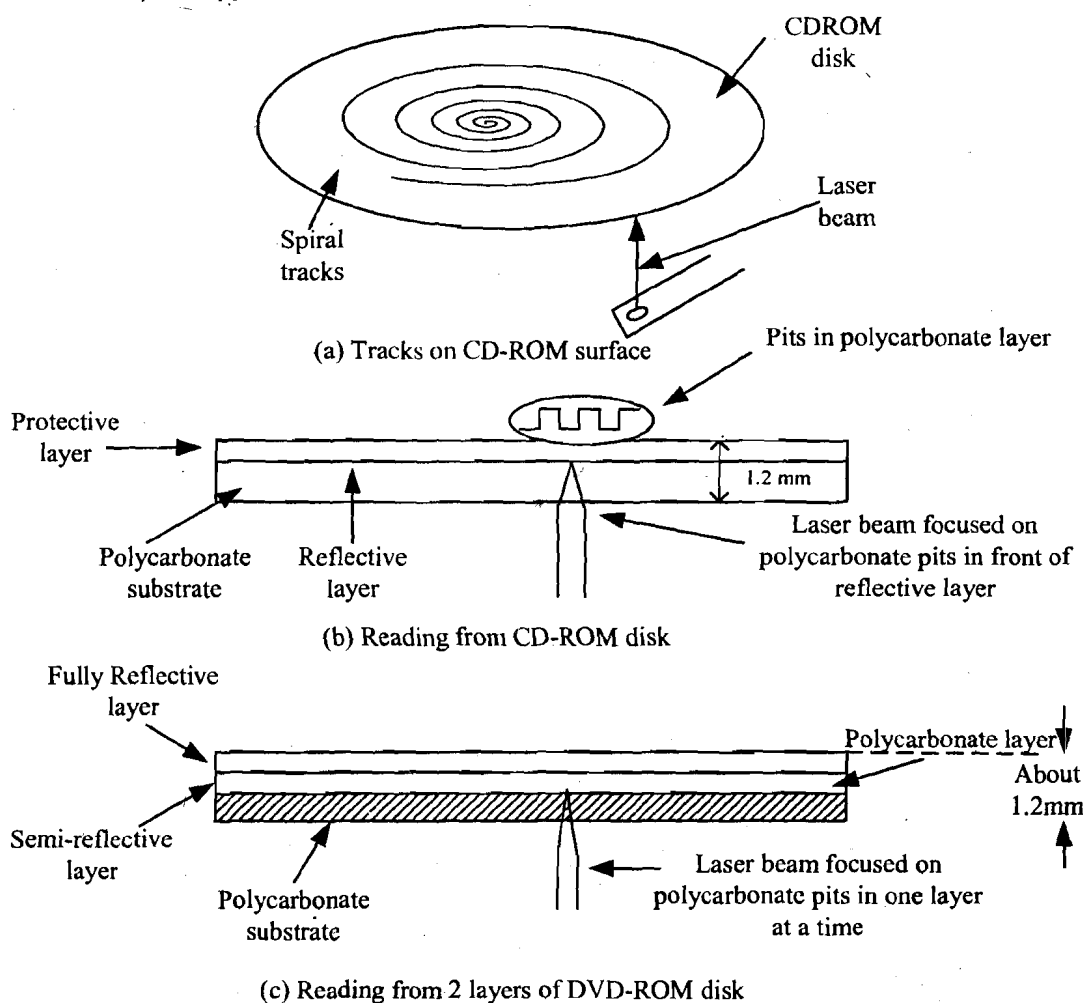 CDROM
disk
Laser
beam
Spiral
tracks
(a) Tracks on CD-ROM surface
Pits in polycarbonate layer
Protective
layer
1.2 mm
Polycarbonate
substrate
Reflective
layer
Laser beam focused on
polycarbonate pits in front of
reflective layer
(b) Reading from CD-ROM disk
Fully Reflective
layer
Polycarbonate layer
About
1.2mm
Semi-reflective
layer
Polycarbonate
substrate
Laser beam focused on
polycarbonate pits in one layer
at a time
(c) Reading from 2 layers of DVD-ROM disk